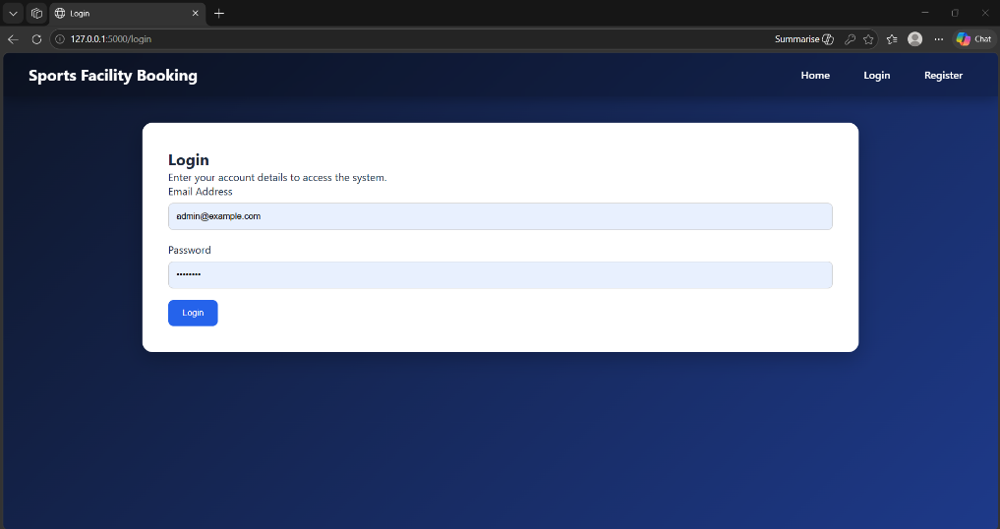 Login
127.0.0.1:5000/login
Summarise
Chat
Sports Facility Booking
Home Login Register
Login
Enter your account details to access the system.
Email Address
admin@example.com
Password
••••••••
Login